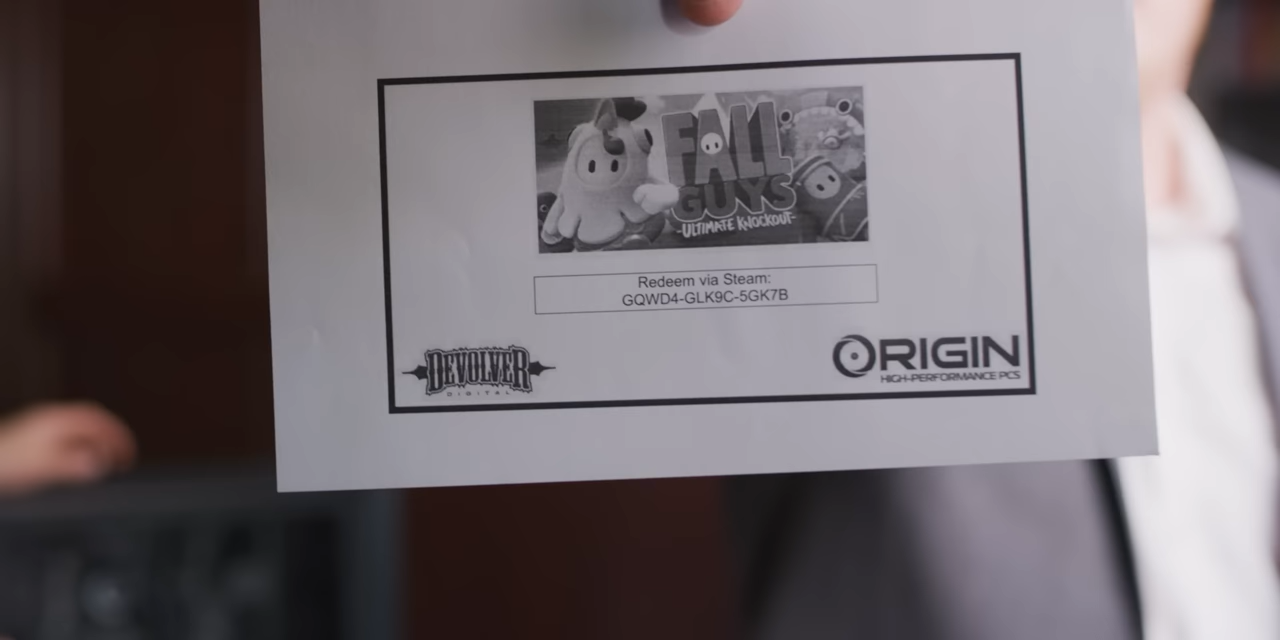 FALL
GUYS
-ULTIMATE KNOCKOUT-
Redeem via Steam:
GQWD4-GLK9C-5GK7B
DEVOLVER
DIGITAL
ORIGIN
HIGH-PERFORMANCE PCS